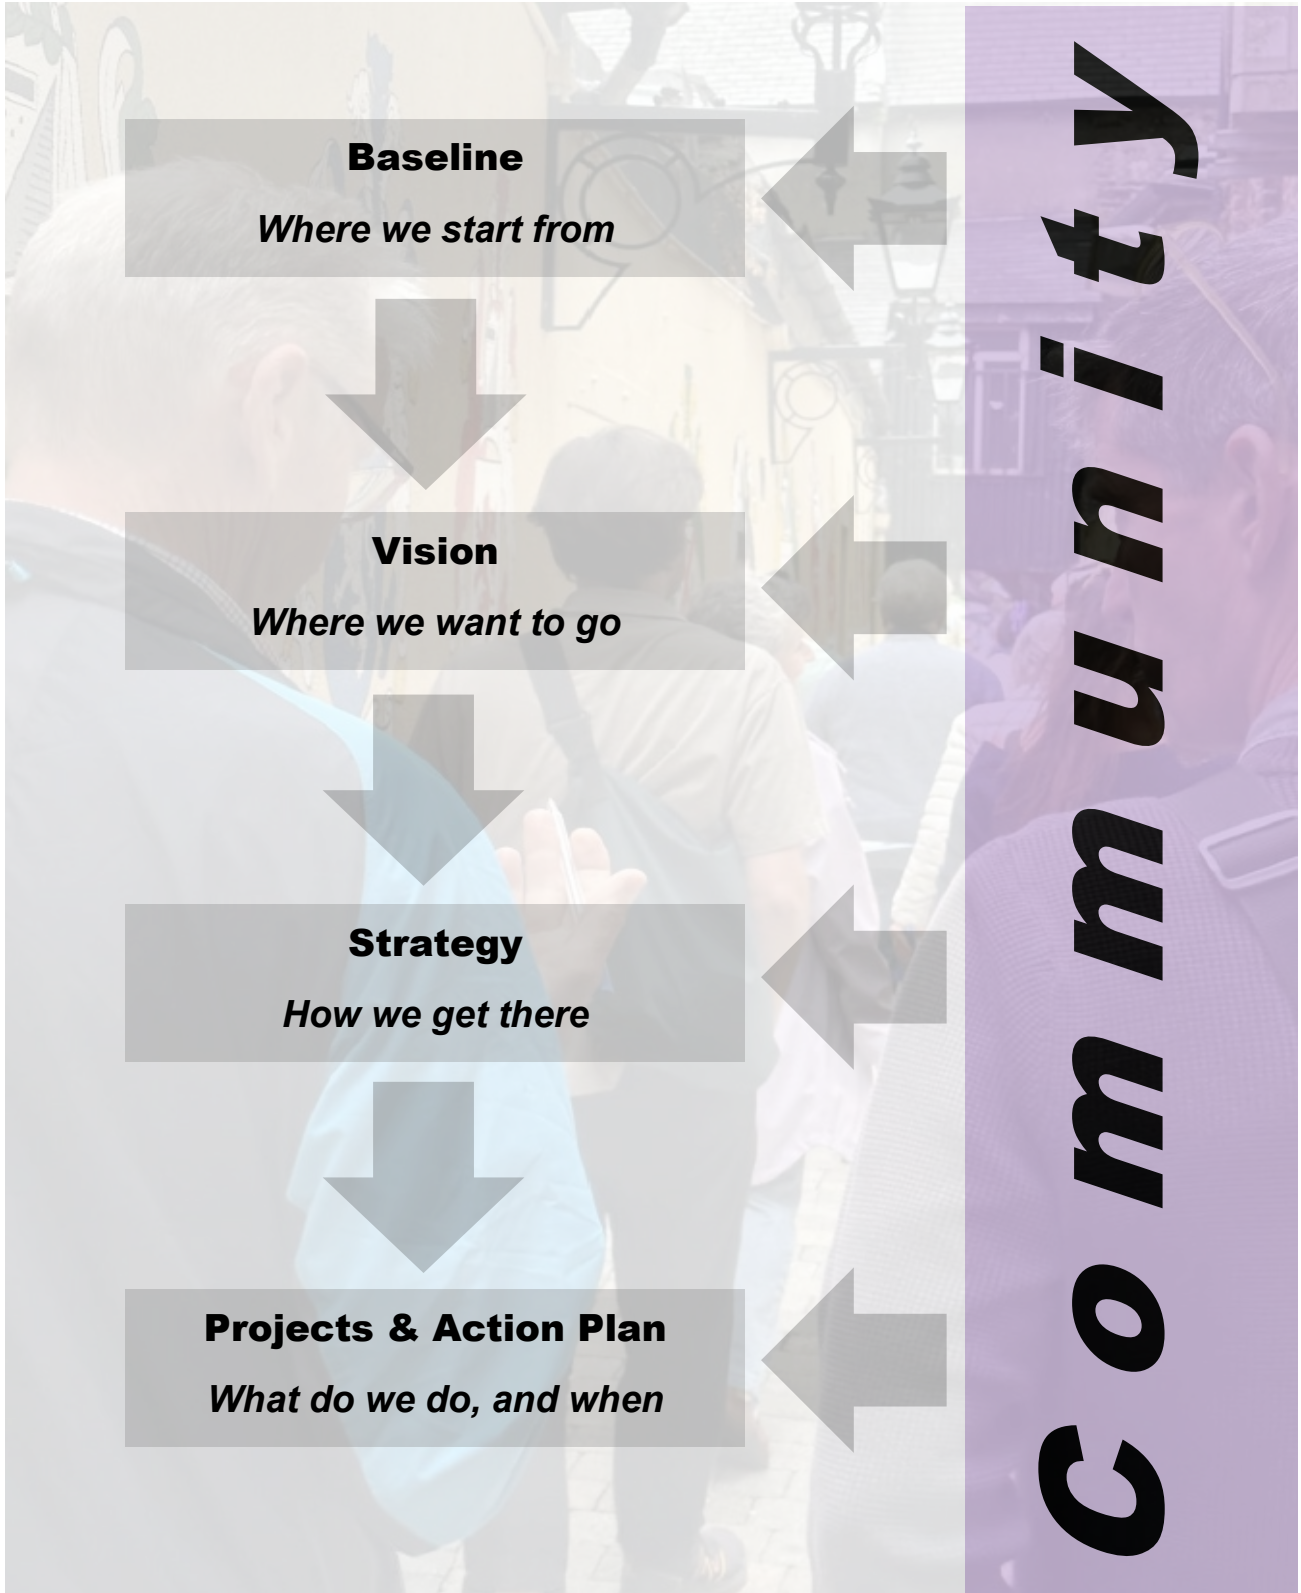 Baseline
Where we start from
Vision
Where we want to go
Strategy
How we get there
Projects & Action Plan
What do we do, and when
Community